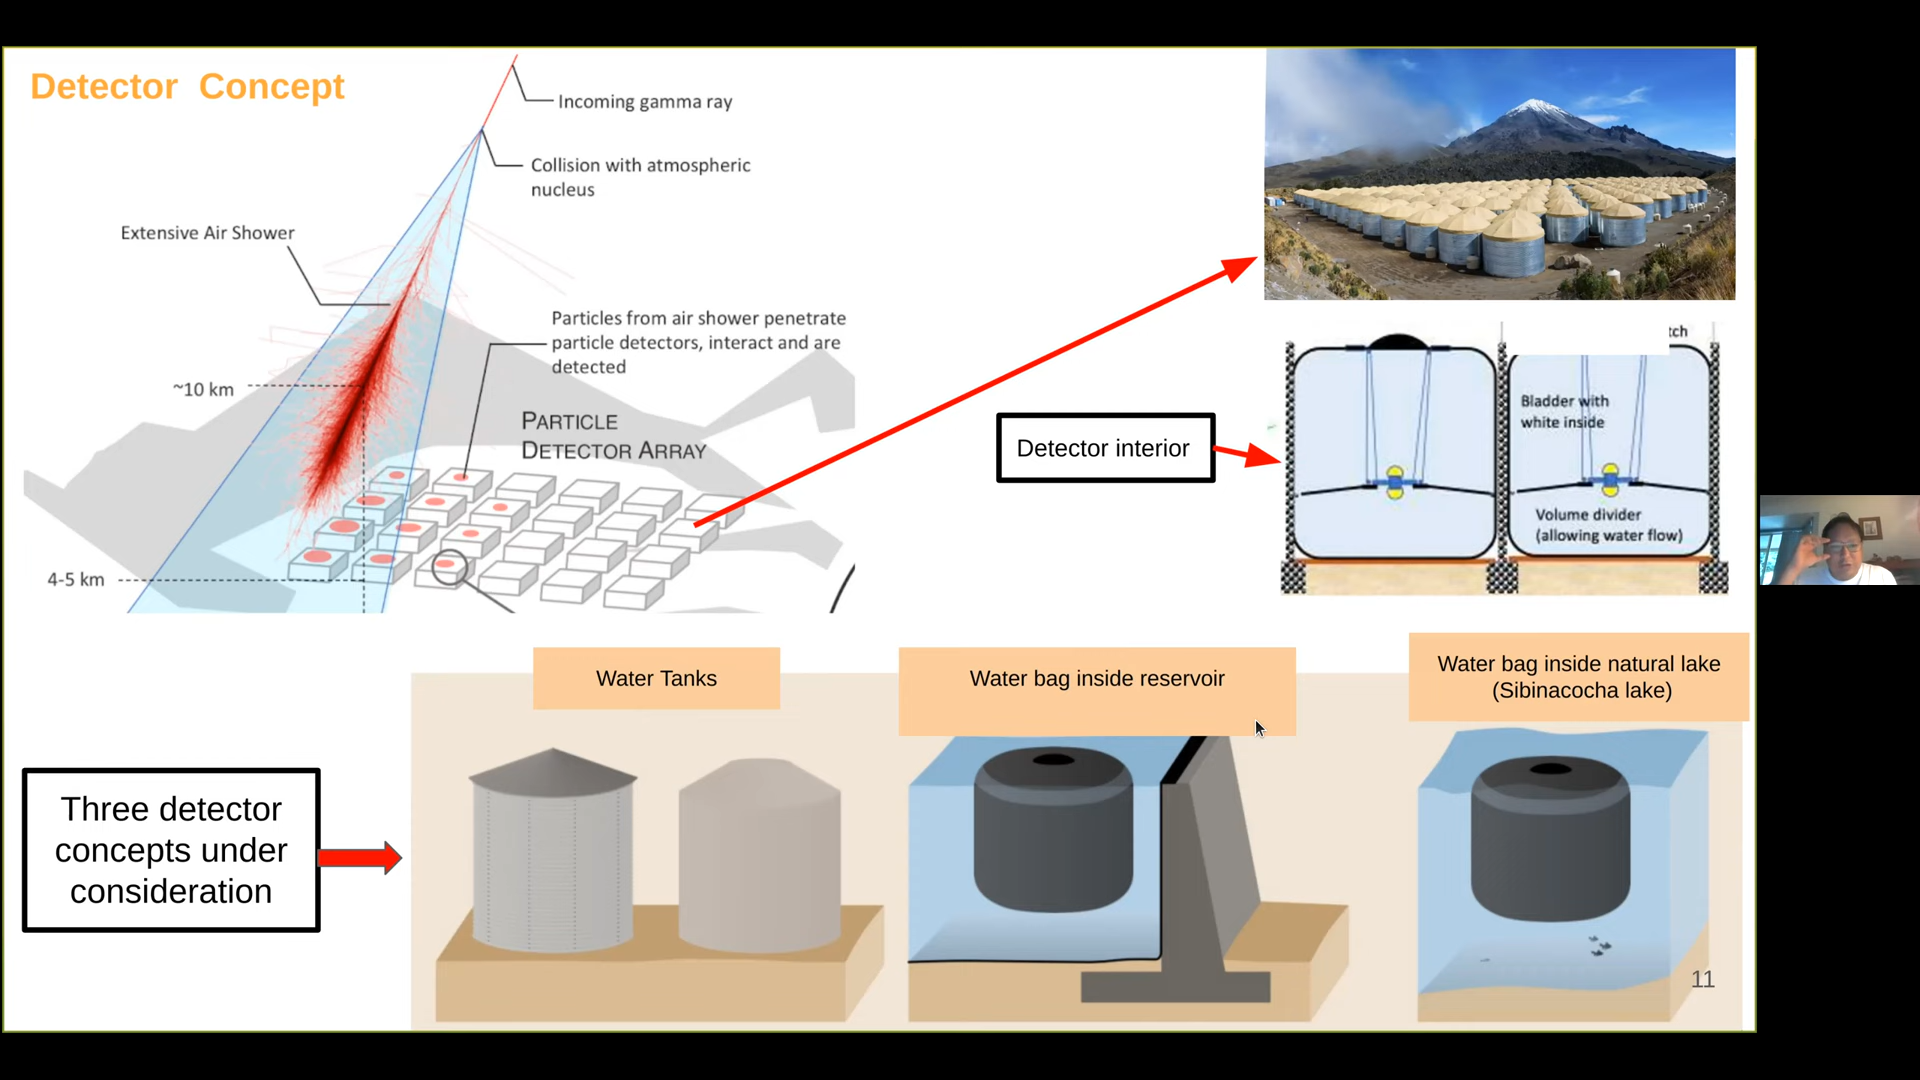 Detector Concept
Incoming gamma ray
Collision with atmospheric
nucleus
Extensive Air Shower
Particles from air shower penetrate
particle detectors, interact and are
detected
~10 km
PARTICLE
DETECTOR ARRAY
4-5 km
Detector interior
tch
Bladder with
white inside
Volume divider
(allowing water flow)
Water Tanks
Water bag inside reservoir
Water bag inside natural lake
(Sibinacocha lake)
Three detector
concepts under
consideration
11